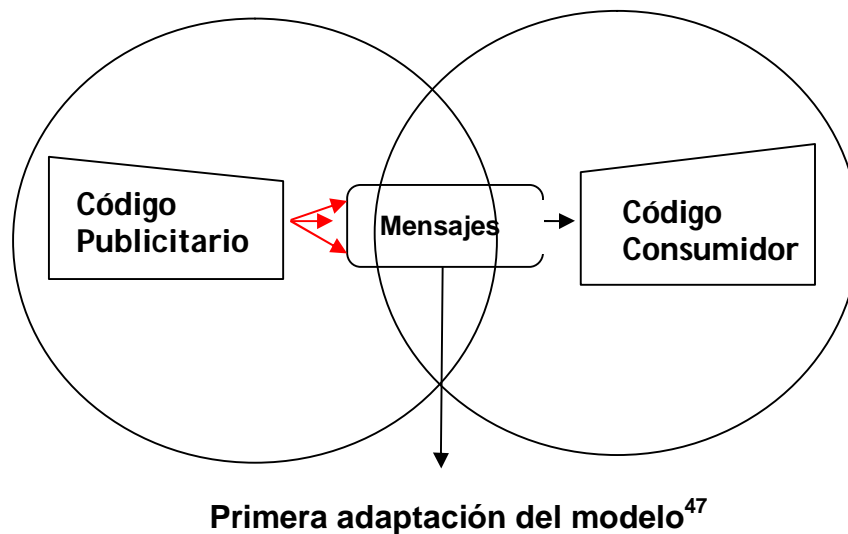 Código
Publicitario
Mensajes
Código
Consumidor
Primera adaptación del modelo47